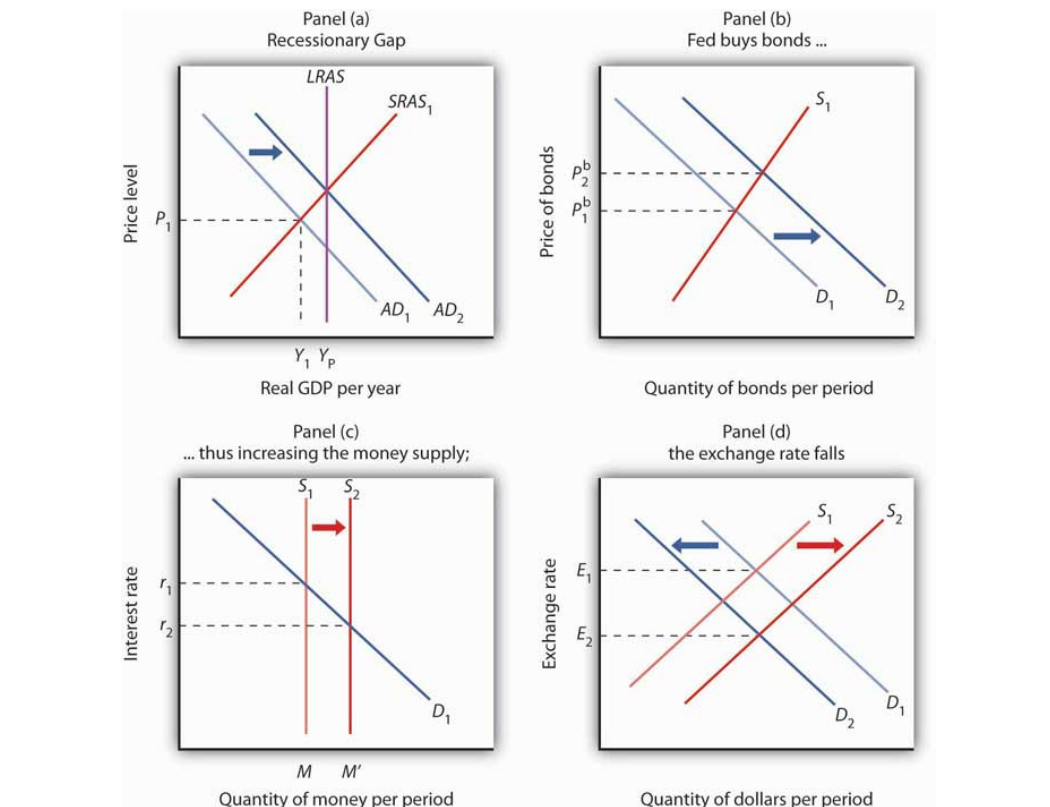 Panel (a)
Recessionary Gap
LRAS
SRAS1
Price level
P1
AD1
AD2
Y1
YP
Real GDP per year
Panel (b)
Fed buys bonds ...
S1
Price of bonds
P2b
P1b
D1
D2
Quantity of bonds per period
Panel (c)
... thus increasing the money supply;
S1
S2
Interest rate
r1
r2
D1
M
M'
Quantity of money per period
Panel (d)
the exchange rate falls
S1
S2
Exchange rate
E1
E2
D2
D1
Quantity of dollars per period